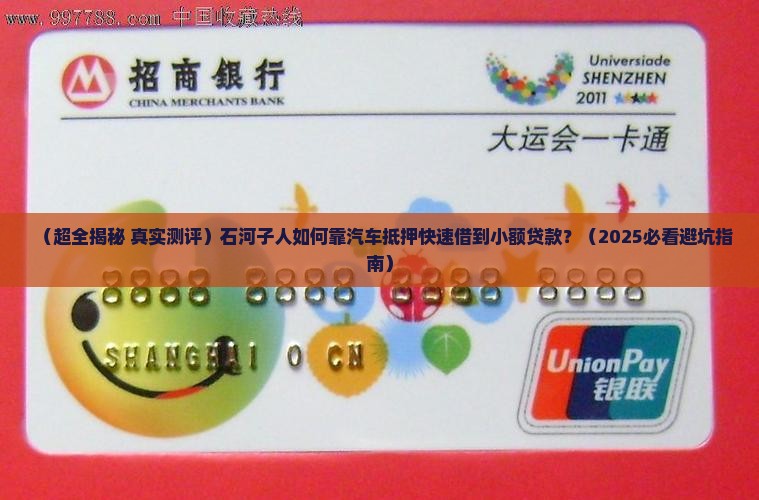 www.997788.com 中国收藏热线
招商银行
CHINA MERCHANTS BANK
Universiade
SHENZHEN
2011
大运会一卡通
（超全揭秘 真实测评）石河子人如何靠汽车抵押快速借到小额贷款？（2025必看避坑指
南）
8888 8888 8888 8888
SHANGHAI 0 CN
UnionPay
银联